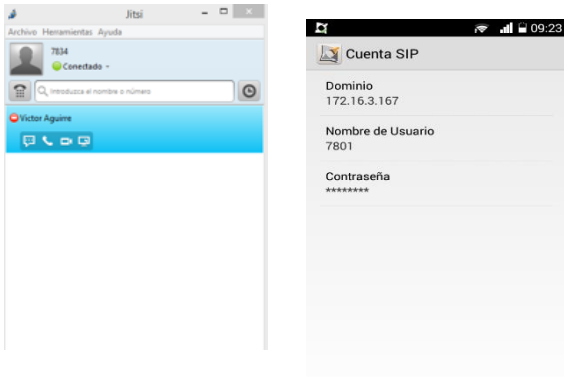 Jitsi
Archivo Herramientas Ayuda
7834
Conectado
Introduzca el nombre o número
Victor Aguirre
09:23
Cuenta SIP
Dominio
172.16.3.167
Nombre de Usuario
7801
Contraseña
********